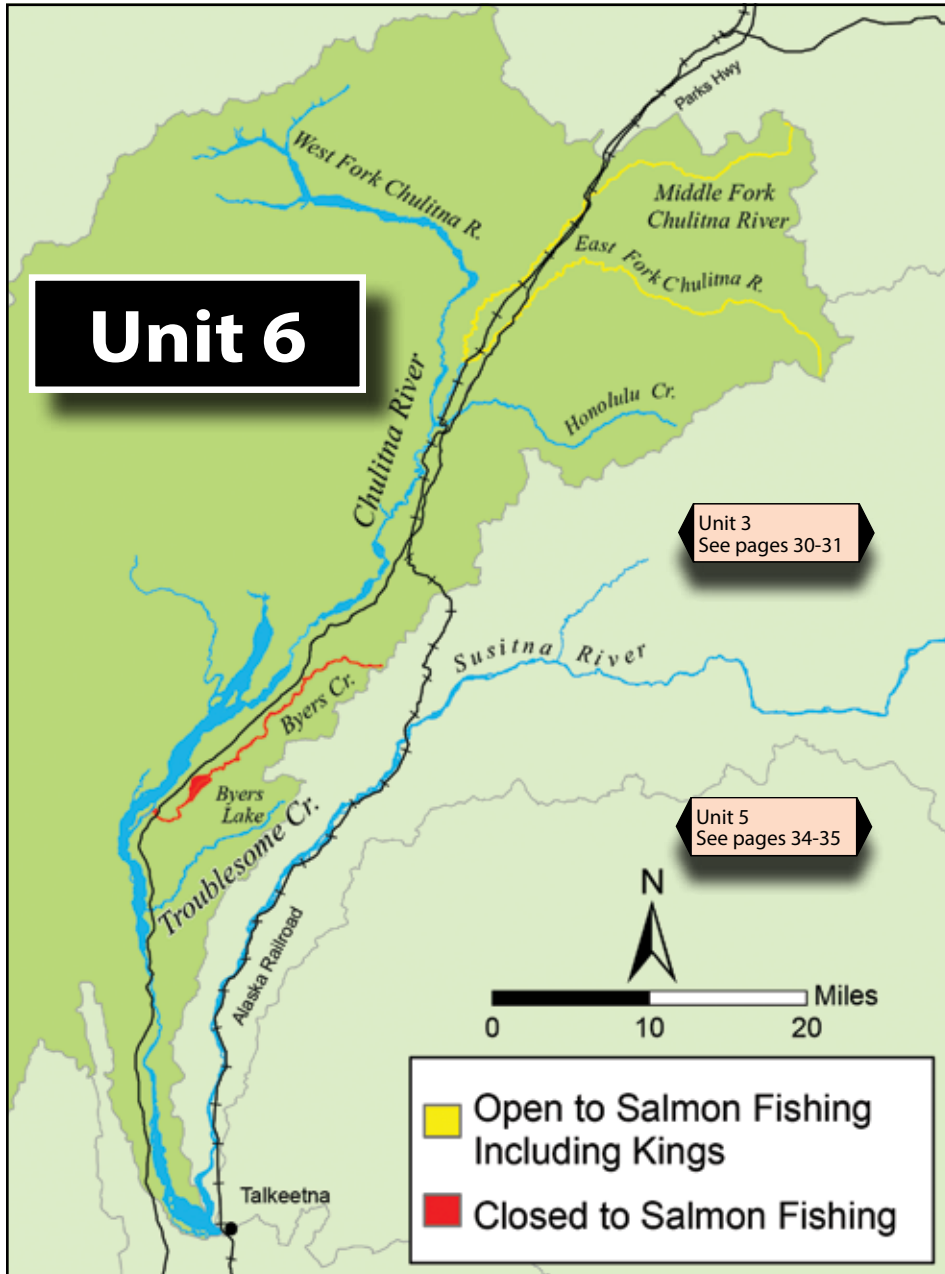 Parks Hwy
West Fork Chulitna R.
Middle Fork
Chulitna River
East Fork Chulitna R.
Unit 6
Chulitna River
Honolulu Cr.
Unit 3
See pages 30-31
Susitna River
Byers Cr.
Byers
Lake
Troublesome Cr.
Unit 5
See pages 34-35
N
Alaska Railroad
Miles
0 10 20
Open to Salmon Fishing
Including Kings
Closed to Salmon Fishing
Talkeetna